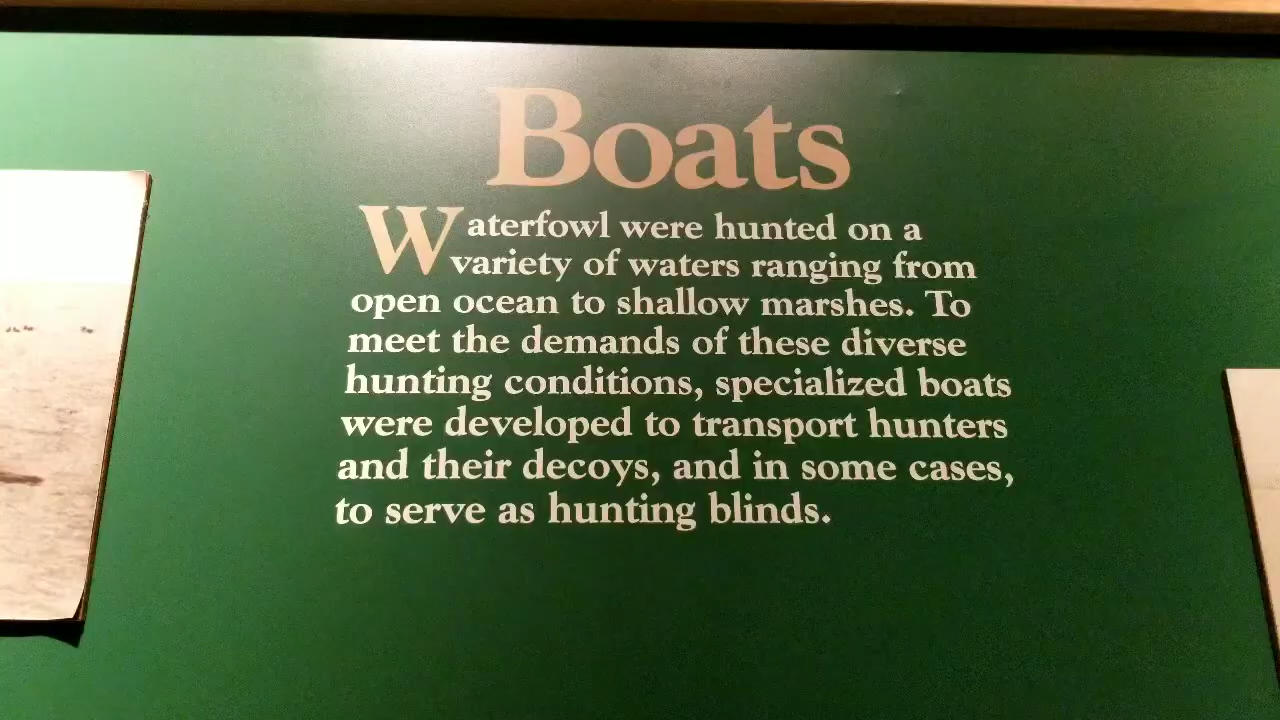 Boats
Waterfowl were hunted on a
variety of waters ranging from
open ocean to shallow marshes. To
meet the demands of these diverse
hunting conditions, specialized boats
were developed to transport hunters
and their decoys, and in some cases,
to serve as hunting blinds.